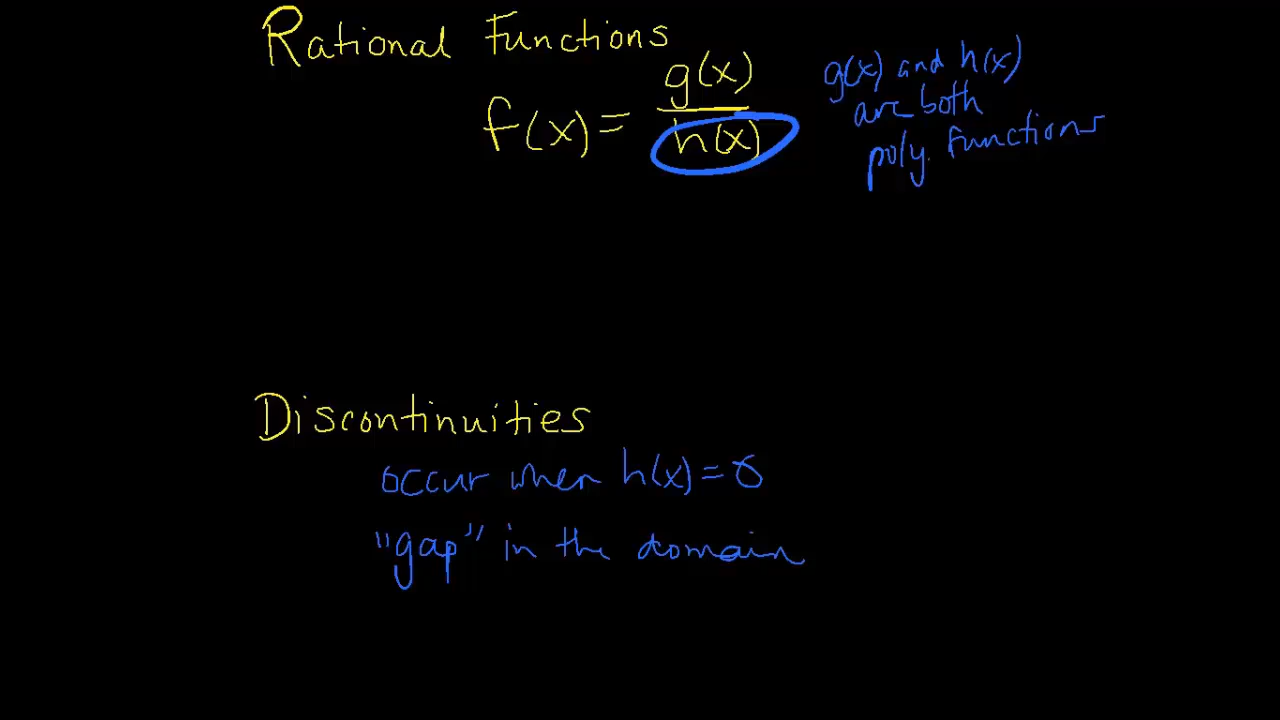 Rational Functions
f(x) = g(x)/h(x)
g(x) and h(x)
are both
poly. functions
Discontinuities
occur when h(x) = 0
"gap" in the domain